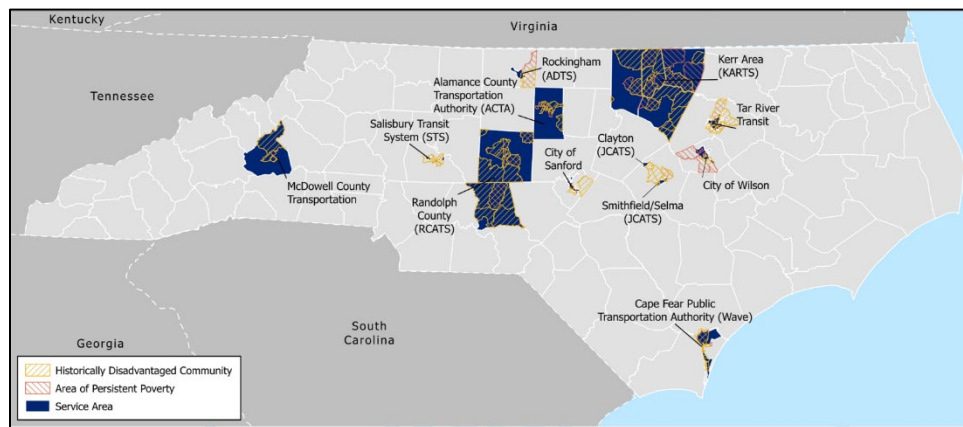 Kentucky
Virginia
Rockingham
(ADTS)
Kerr Area
(KARTS)
Tennessee
Alamance County
Transportation
Authority (ACTA)
Tar River
Transit
Salisbury Transit
System (STS)
Clayton
(JCATS)
City of
Sanford
McDowell County
Transportation
City of Wilson
Randolph
County
(RCATS)
Smithfield/Selma
(JCATS)
Cape Fear Public
Transportation Authority (Wave)
South
Carolina
Georgia
Historically Disadvantaged Community
Area of Persistent Poverty
Service Area